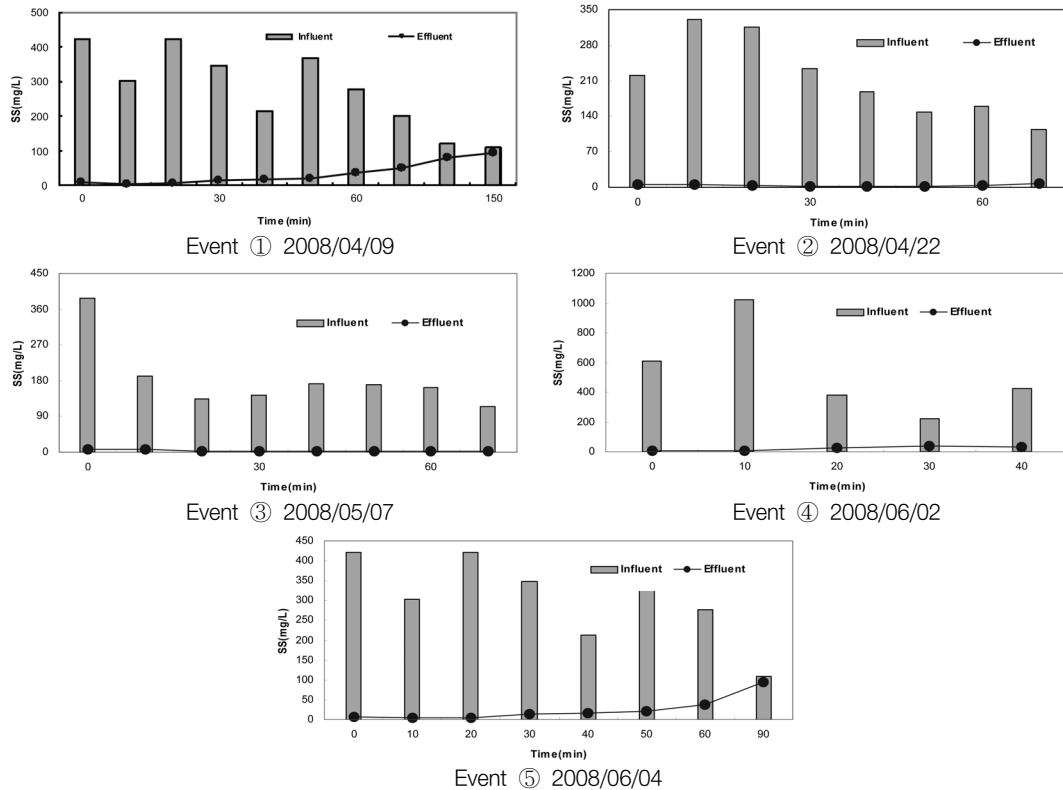 500
400
300
200
100
0
SS(mg/L)
Influent Effluent
0 30 60 150
Time (min)
Event ① 2008/04/09
350
280
210
140
70
0
SS(mg/L)
Influent Effluent
0 30 60
Time(min)
Event ② 2008/04/22
450
360
270
180
90
0
SS(mg/L)
Influent Effluent
0 30 60
Time(min)
Event ③ 2008/05/07
1200
1000
800
600
400
200
0
SS(mg/L)
Influent Effluent
0 10 20 30 40
Time(min)
Event ④ 2008/06/02
450
400
350
300
250
200
150
100
50
0
SS(mg/L)
Influent Effluent
0 10 20 30 40 50 60 90
Time(min)
Event ⑤ 2008/06/04